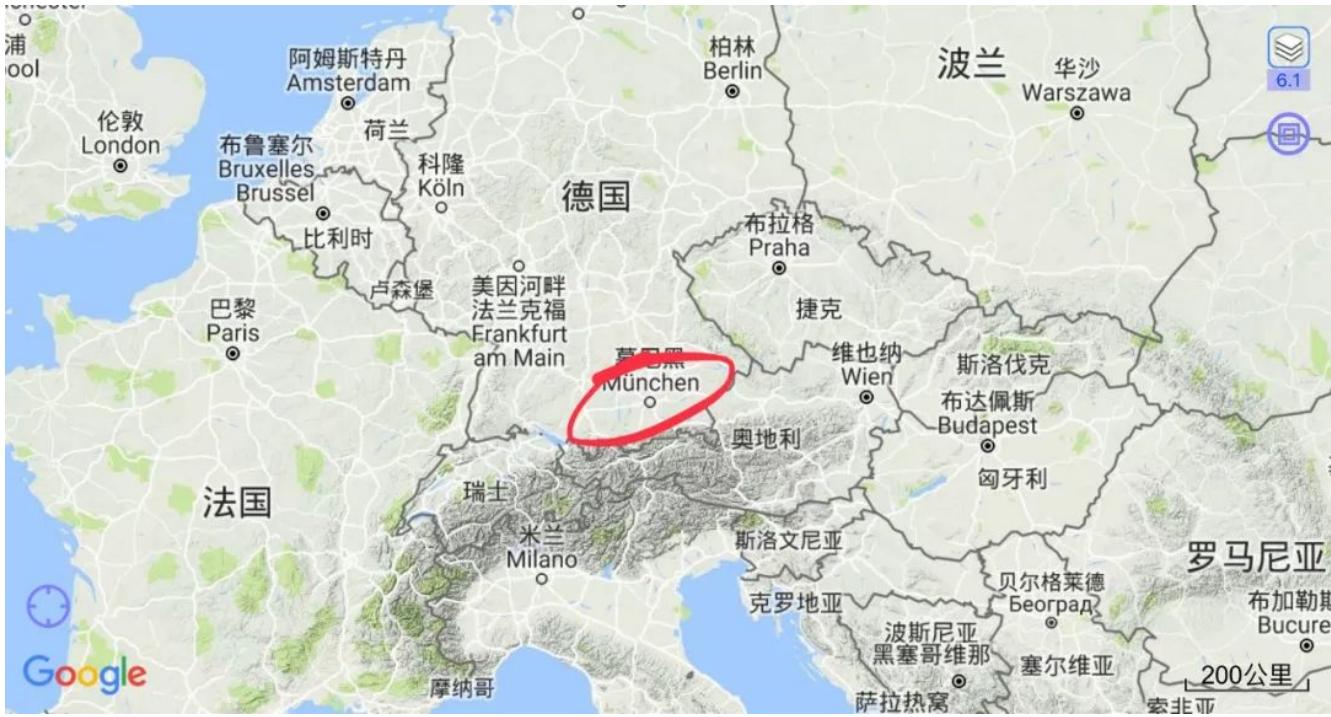 浦
ool
伦敦
London
阿姆斯特丹
Amsterdam
荷兰
布鲁塞尔
Bruxelles
Brussel
比利时
卢森堡
科隆
Köln
德国
柏林
Berlin
波兰
华沙
Warszawa
6.1
巴黎
Paris
美因河畔
法兰克福
Frankfurt
am Main
布拉格
Praha
捷克
München
维也纳
Wien
斯洛伐克
布达佩斯
Budapest
匈牙利
奥地利
法国
瑞士
米兰
Milano
斯洛文尼亚
克罗地亚
罗马尼亚
贝尔格莱德
Београд
布加勒斯
Bucure
波斯尼亚
黑塞哥维那
塞尔维亚
萨拉热窝
索非亚
摩纳哥
Google
200公里